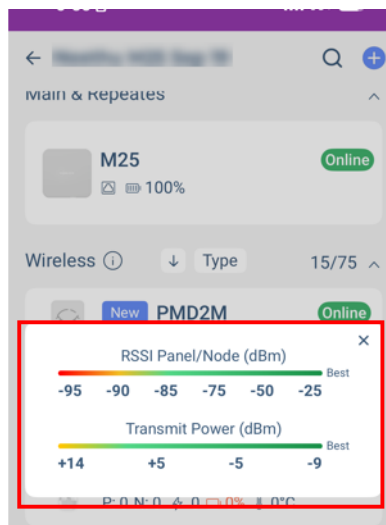 Main & Repeates
M25
Online
100%
Wireless
Type
15/75
New
PMD2M
Online
RSSI Panel/Node (dBm)
Best
-95 -90 -85 -75 -50 -25
Transmit Power (dBm)
Best
+14 +5 -5 -9
P: 0 N: 0 0 0% 0°C